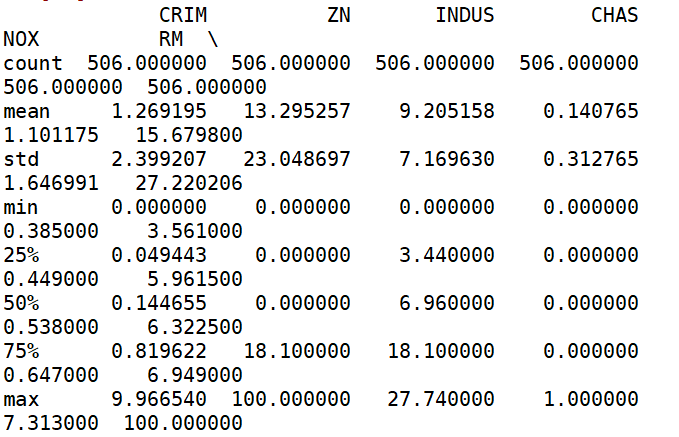 CRIM ZN INDUS CHAS
NOX RM \
count 506.000000 506.000000 506.000000 506.000000
506.000000 506.000000
mean 1.269195 13.295257 9.205158 0.140765
1.101175 15.679800
std 2.399207 23.048697 7.169630 0.312765
1.646991 27.220206
min 0.000000 0.000000 0.000000 0.000000
0.385000 3.561000
25% 0.049443 0.000000 3.440000 0.000000
0.449000 5.961500
50% 0.144655 0.000000 6.960000 0.000000
0.538000 6.322500
75% 0.819622 18.100000 18.100000 0.000000
0.647000 6.949000
max 9.966540 100.000000 27.740000 1.000000
7.313000 100.000000